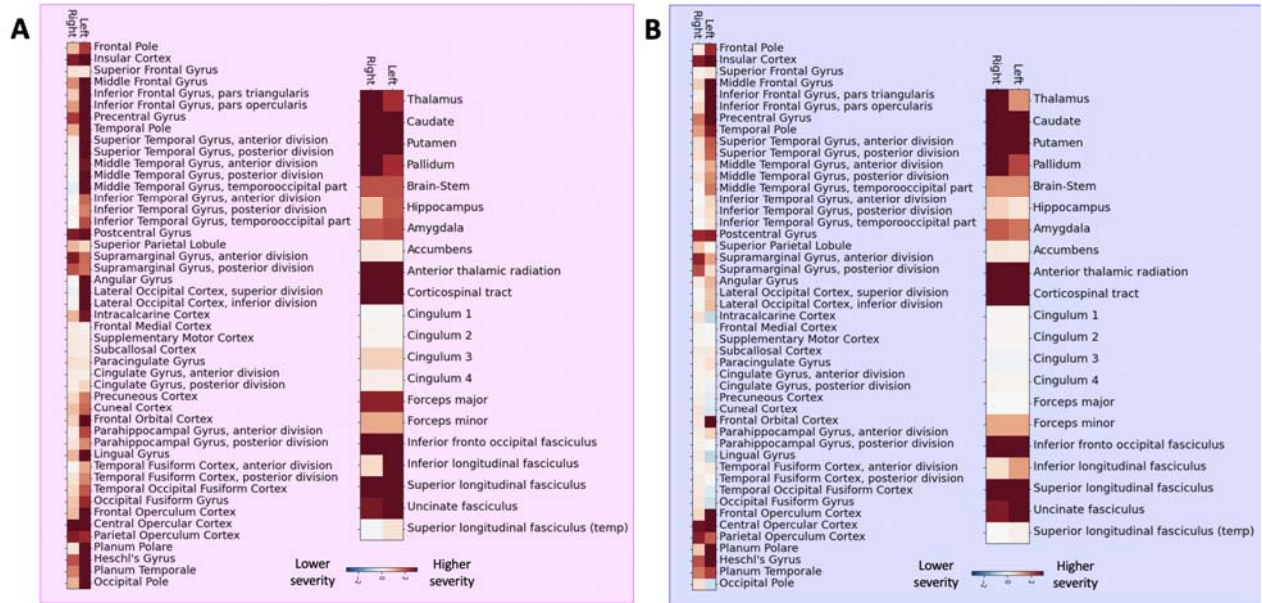 A
Right
Left
Frontal Pole
Insular Cortex
Superior Frontal Gyrus
Middle Frontal Gyrus
Inferior Frontal Gyrus, pars triangularis
Inferior Frontal Gyrus, pars opercularis
Precentral Gyrus
Temporal Pole
Superior Temporal Gyrus, anterior division
Superior Temporal Gyrus, posterior division
Middle Temporal Gyrus, anterior division
Middle Temporal Gyrus, posterior division
Middle Temporal Gyrus, temporooccipital part
Inferior Temporal Gyrus, anterior division
Inferior Temporal Gyrus, posterior division
Inferior Temporal Gyrus, temporooccipital part
Postcentral Gyrus
Superior Parietal Lobule
Supramarginal Gyrus, anterior division
Supramarginal Gyrus, posterior division
Angular Gyrus
Lateral Occipital Cortex, superior division
Lateral Occipital Cortex, inferior division
Intracalcarine Cortex
Frontal Medial Cortex
Supplementary Motor Cortex
Subcallosal Cortex
Paracingulate Gyrus
Cingulate Gyrus, anterior division
Cingulate Gyrus, posterior division
Precuneous Cortex
Cuneal Cortex
Frontal Orbital Cortex
Parahippocampal Gyrus, anterior division
Parahippocampal Gyrus, posterior division
Lingual Gyrus
Temporal Fusiform Cortex, anterior division
Temporal Fusiform Cortex, posterior division
Temporal Occipital Fusiform Cortex
Occipital Fusiform Gyrus
Frontal Operculum Cortex
Central Opercular Cortex
Parietal Operculum Cortex
Planum Polare
Heschl's Gyrus
Planum Temporale
Occipital Pole
Right
Left
Thalamus
Caudate
Putamen
Pallidum
Brain-Stem
Hippocampus
Amygdala
Accumbens
Anterior thalamic radiation
Corticospinal tract
Cingulum 1
Cingulum 2
Cingulum 3
Cingulum 4
Forceps major
Forceps minor
Inferior fronto occipital fasciculus
Inferior longitudinal fasciculus
Superior longitudinal fasciculus
Uncinate fasciculus
Superior longitudinal fasciculus (temp)
Lower severity
-2
0
2
Higher severity
B
Right
Left
Frontal Pole
Insular Cortex
Superior Frontal Gyrus
Middle Frontal Gyrus
Inferior Frontal Gyrus, pars triangularis
Inferior Frontal Gyrus, pars opercularis
Precentral Gyrus
Temporal Pole
Superior Temporal Gyrus, anterior division
Superior Temporal Gyrus, posterior division
Middle Temporal Gyrus, anterior division
Middle Temporal Gyrus, posterior division
Middle Temporal Gyrus, temporooccipital part
Inferior Temporal Gyrus, anterior division
Inferior Temporal Gyrus, posterior division
Inferior Temporal Gyrus, temporooccipital part
Postcentral Gyrus
Superior Parietal Lobule
Supramarginal Gyrus, anterior division
Supramarginal Gyrus, posterior division
Angular Gyrus
Lateral Occipital Cortex, superior division
Lateral Occipital Cortex, inferior division
Intracalcarine Cortex
Frontal Medial Cortex
Supplementary Motor Cortex
Subcallosal Cortex
Paracingulate Gyrus
Cingulate Gyrus, anterior division
Cingulate Gyrus, posterior division
Precuneous Cortex
Cuneal Cortex
Frontal Orbital Cortex
Parahippocampal Gyrus, anterior division
Parahippocampal Gyrus, posterior division
Lingual Gyrus
Temporal Fusiform Cortex, anterior division
Temporal Fusiform Cortex, posterior division
Temporal Occipital Fusiform Cortex
Occipital Fusiform Gyrus
Frontal Operculum Cortex
Central Opercular Cortex
Parietal Operculum Cortex
Planum Polare
Heschl's Gyrus
Planum Temporale
Occipital Pole
Right
Left
Thalamus
Caudate
Putamen
Pallidum
Brain-Stem
Hippocampus
Amygdala
Accumbens
Anterior thalamic radiation
Corticospinal tract
Cingulum 1
Cingulum 2
Cingulum 3
Cingulum 4
Forceps major
Forceps minor
Inferior fronto occipital fasciculus
Inferior longitudinal fasciculus
Superior longitudinal fasciculus
Uncinate fasciculus
Superior longitudinal fasciculus (temp)
Lower severity
-2
0
2
Higher severity